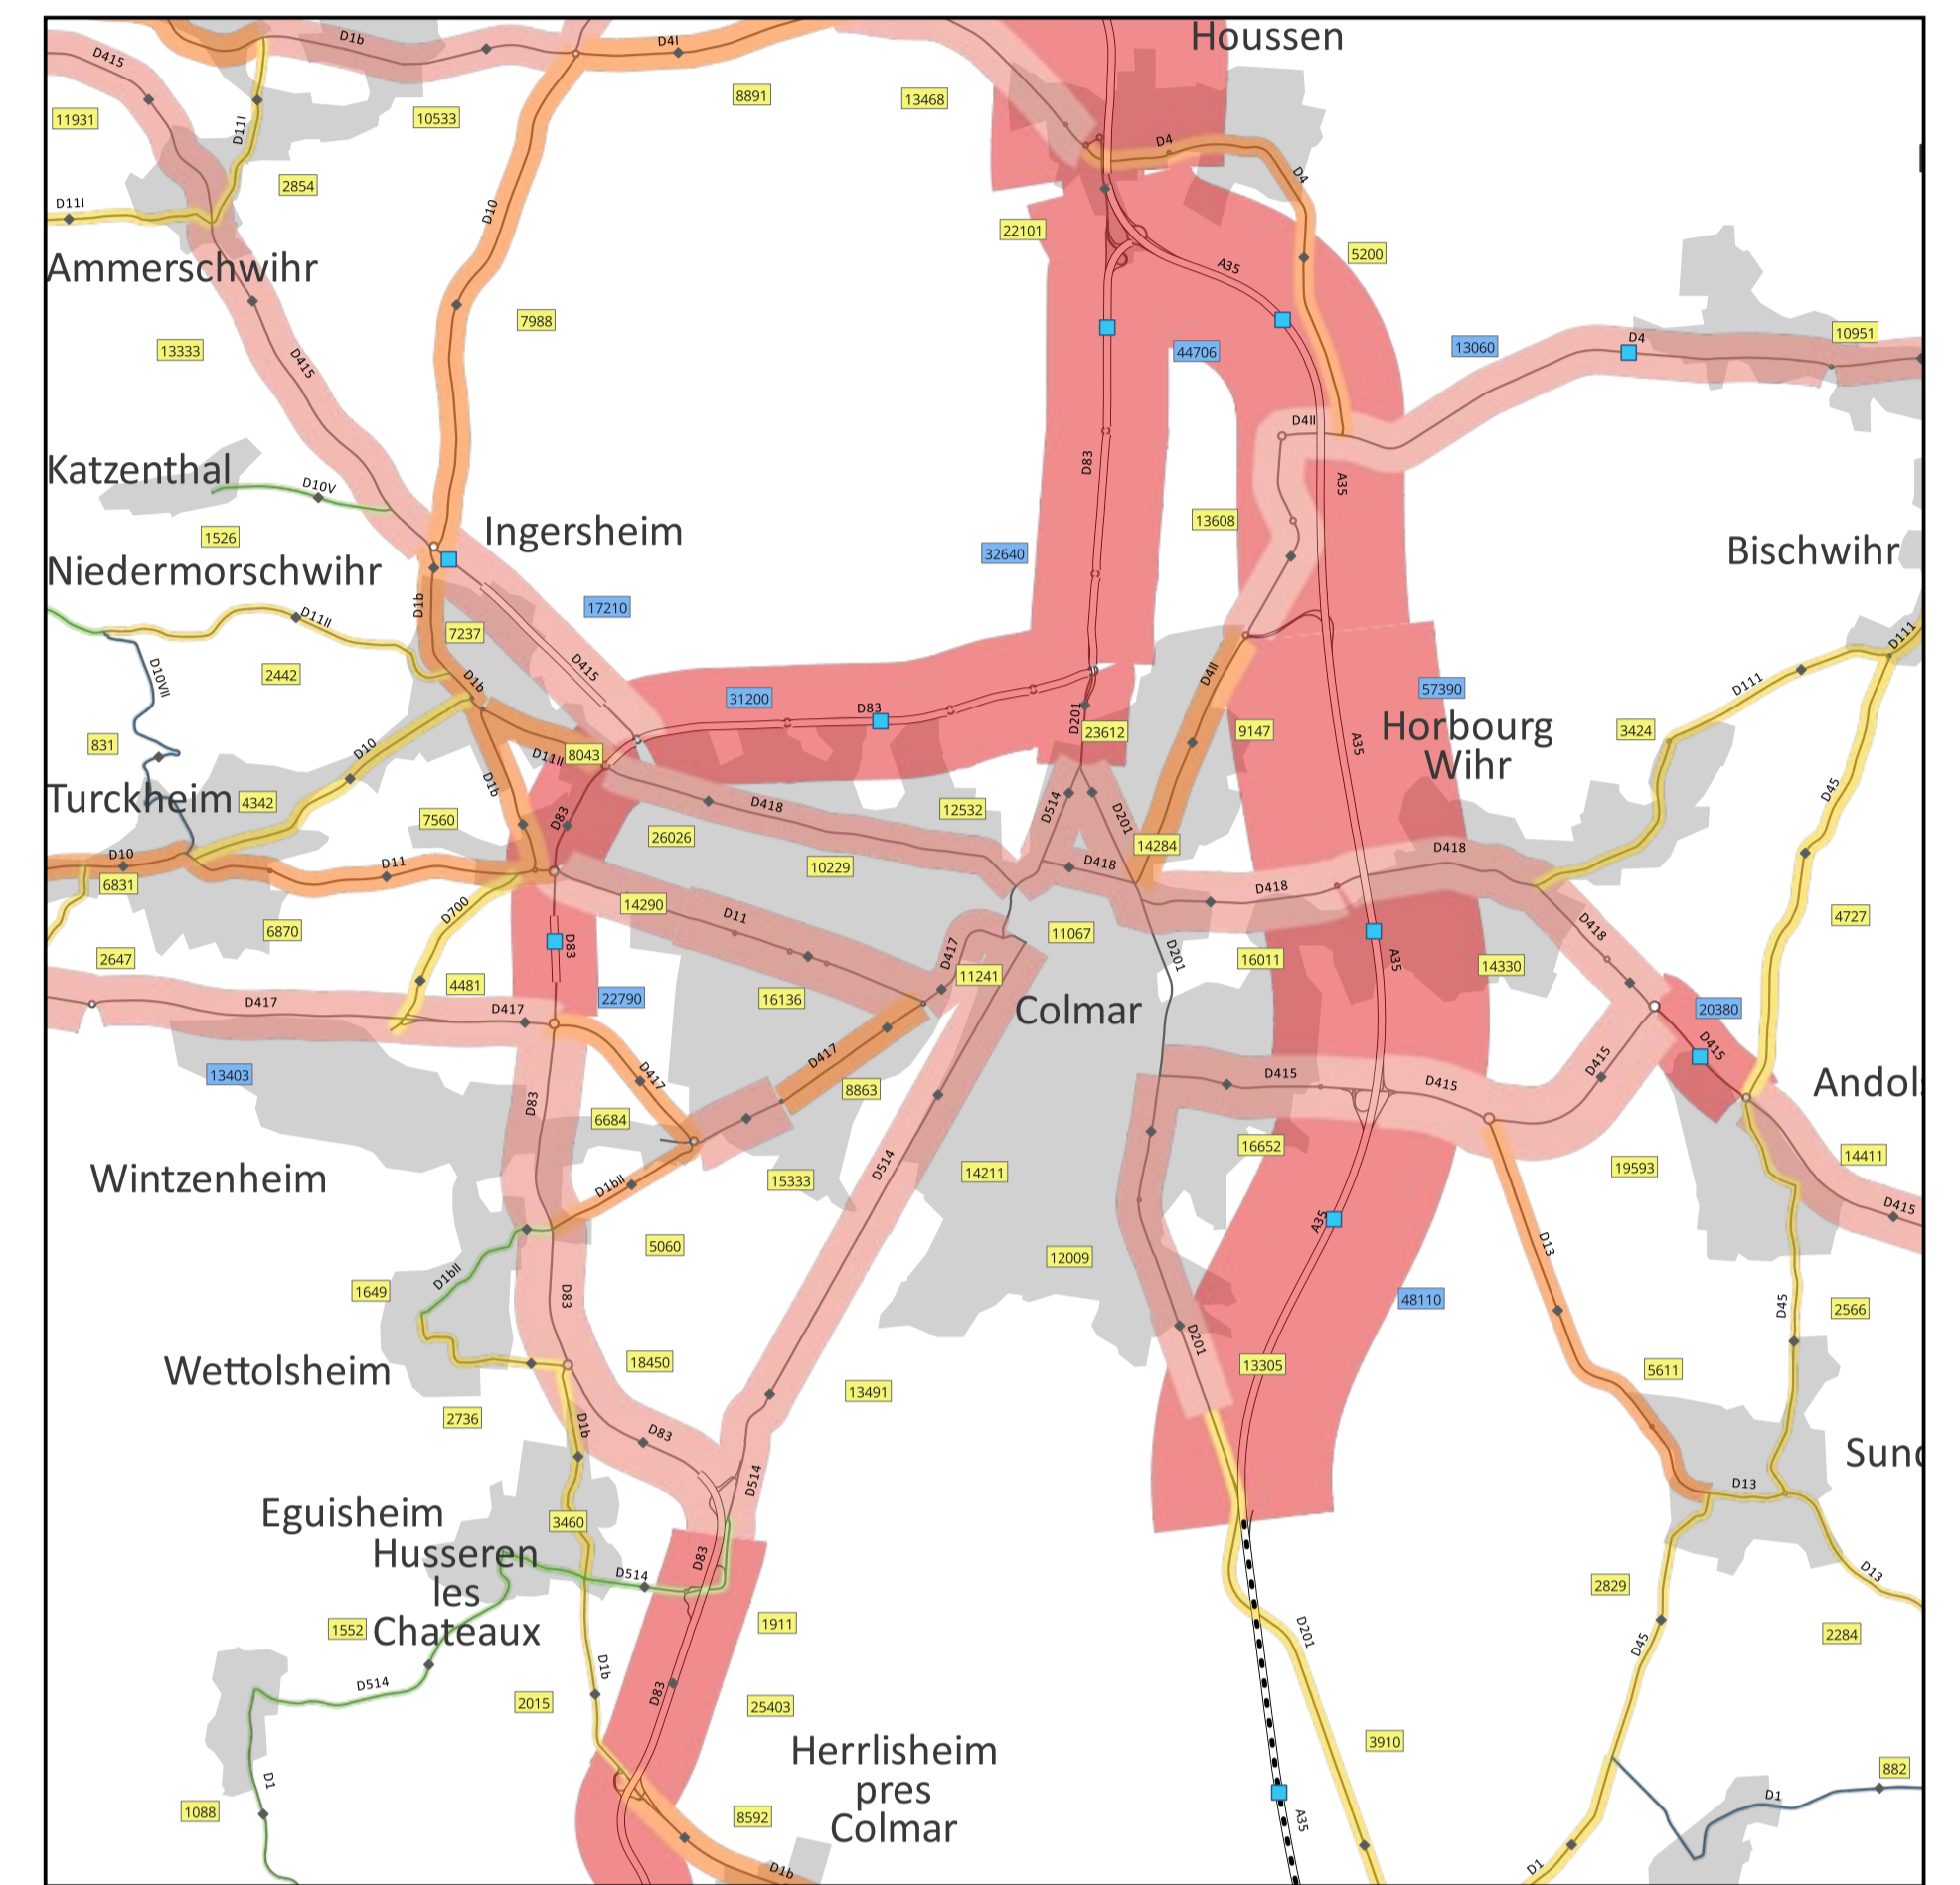 Houssen
D1b
D4I
D415
8891
13468
11931
10533
D11I
D4
D4
2854
D11I
D10
22101
5200
Ammerschwihr
A35
7988
10951
D4
13060
13333
44706
D415
D4II
D83
A35
Katzenthal
D10V
13608
1526
Ingersheim
32640
Bischwihr
Niedermorschwihr
D1b
17210
D11II
7237
D111
D415
2442
D10VII
D1b
D4II
D111
57390
31200
D83
D201
23612
9147
3424
Horbourg
Wihr
831
D10
D11II
8043
A35
D1b
D45
Turckheim
4342
D418
12532
D514
D201
7560
D83
26026
14284
D10
D11
10229
D418
D418
6831
D418
14290
D11
D700
4727
6870
11067
D418
D83
D417
D201
2647
16011
A35
14330
4481
11241
22790
16136
D417
D417
Colmar
20380
D415
13403
D417
D417
D415
D415
D415
Andols
8863
D83
6684
16652
14411
Wintzenheim
15333
D514
14211
19593
D1bII
D415
A35
5060
12009
D13
D1bII
1649
D83
48110
D45
2566
D201
18450
13305
Wettolsheim
13491
5611
2736
D1b
D83
Sund
D514
D13
Eguisheim
3460
Husseren
D83
les
D514
D13
2829
Chateaux
1552
1911
D201
2284
D45
D1b
D514
D83
2015
25403
Herrlisheim
3910
pres
882
D1
D1
1088
8592
A35
Colmar
D1b
D1